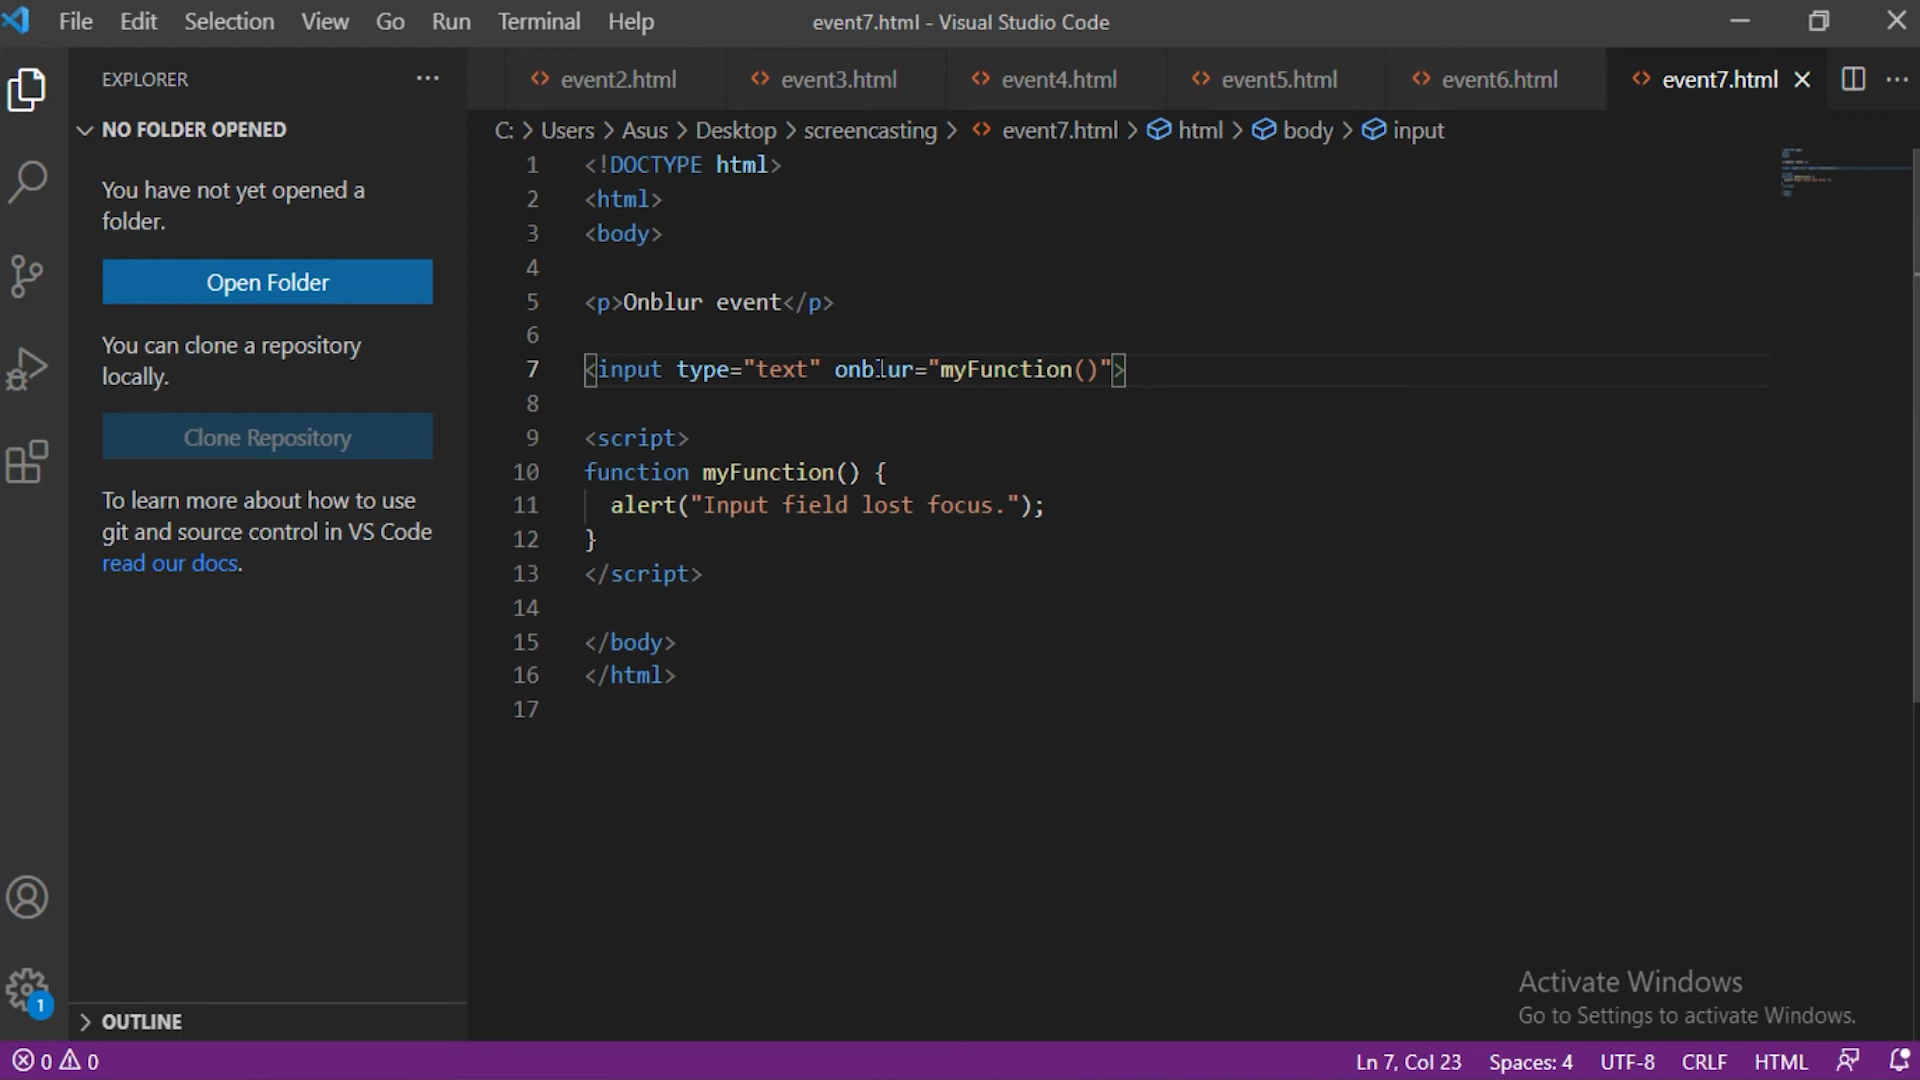 File Edit Selection View Go Run Terminal Help
event7.html - Visual Studio Code
EXPLORER
event2.html
event3.html
event4.html
event5.html
event6.html
event7.html
C: > Users > Asus > Desktop > screencasting > event7.html > html > body > input
NO FOLDER OPENED
You have not yet opened a
folder.
Open Folder
You can clone a repository
locally.
Clone Repository
To learn more about how to use
git and source control in VS Code
read our docs.
OUTLINE
1
1 <!DOCTYPE html>
2 <html>
3 <body>
4
5 <p>Onblur event</p>
6
7 <input type="text" onblur="myFunction()">
8
9 <script>
10 function myFunction() {
11 alert("Input field lost focus.");
12 }
13 </script>
14
15 </body>
16 </html>
17
Activate Windows
Go to Settings to activate Windows.
0 0
Ln 7, Col 23 Spaces: 4 UTF-8 CRLF HTML